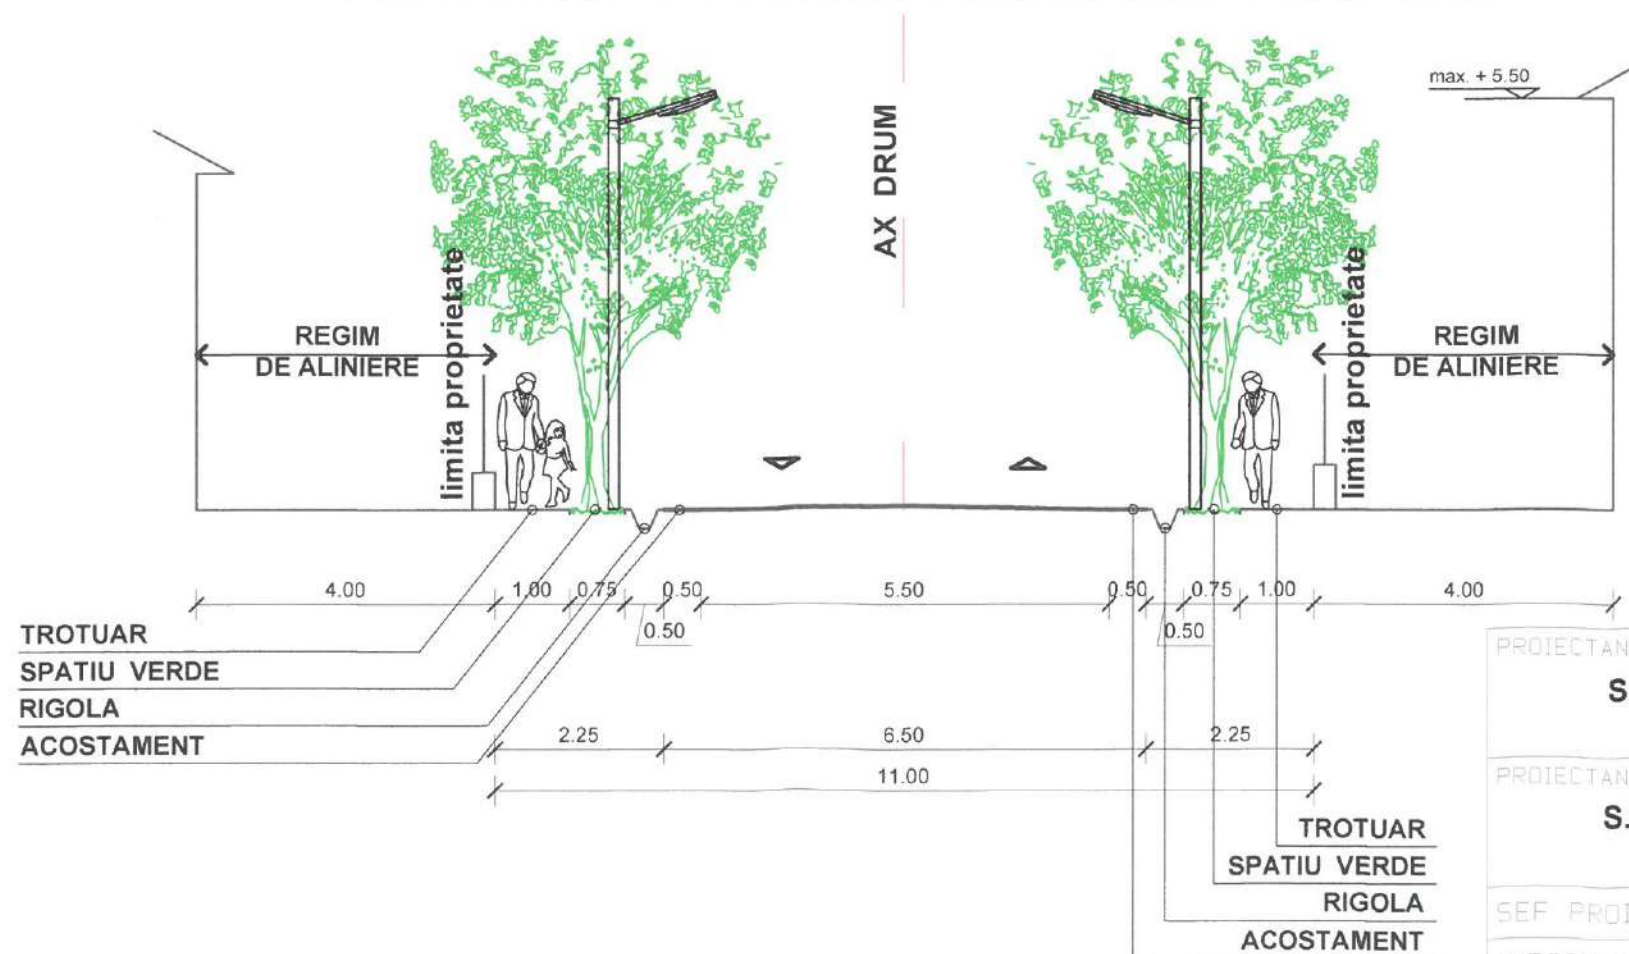 max. + 5.50
AX DRUM
limita proprietate
limita proprietate
REGIM
DE ALINIERE
REGIM
DE ALINIERE
4.00 1.00 0.75 0.50 5.50 0.50 0.75 1.00 4.00
0.50 0.50
TROTUAR
SPATIU VERDE
RIGOLA
ACOSTAMENT
2.25 6.50 2.25
11.00
TROTUAR
SPATIU VERDE
RIGOLA
ACOSTAMENT
PROIECTAN
S
PROIECTAN
S.
SEF PROI